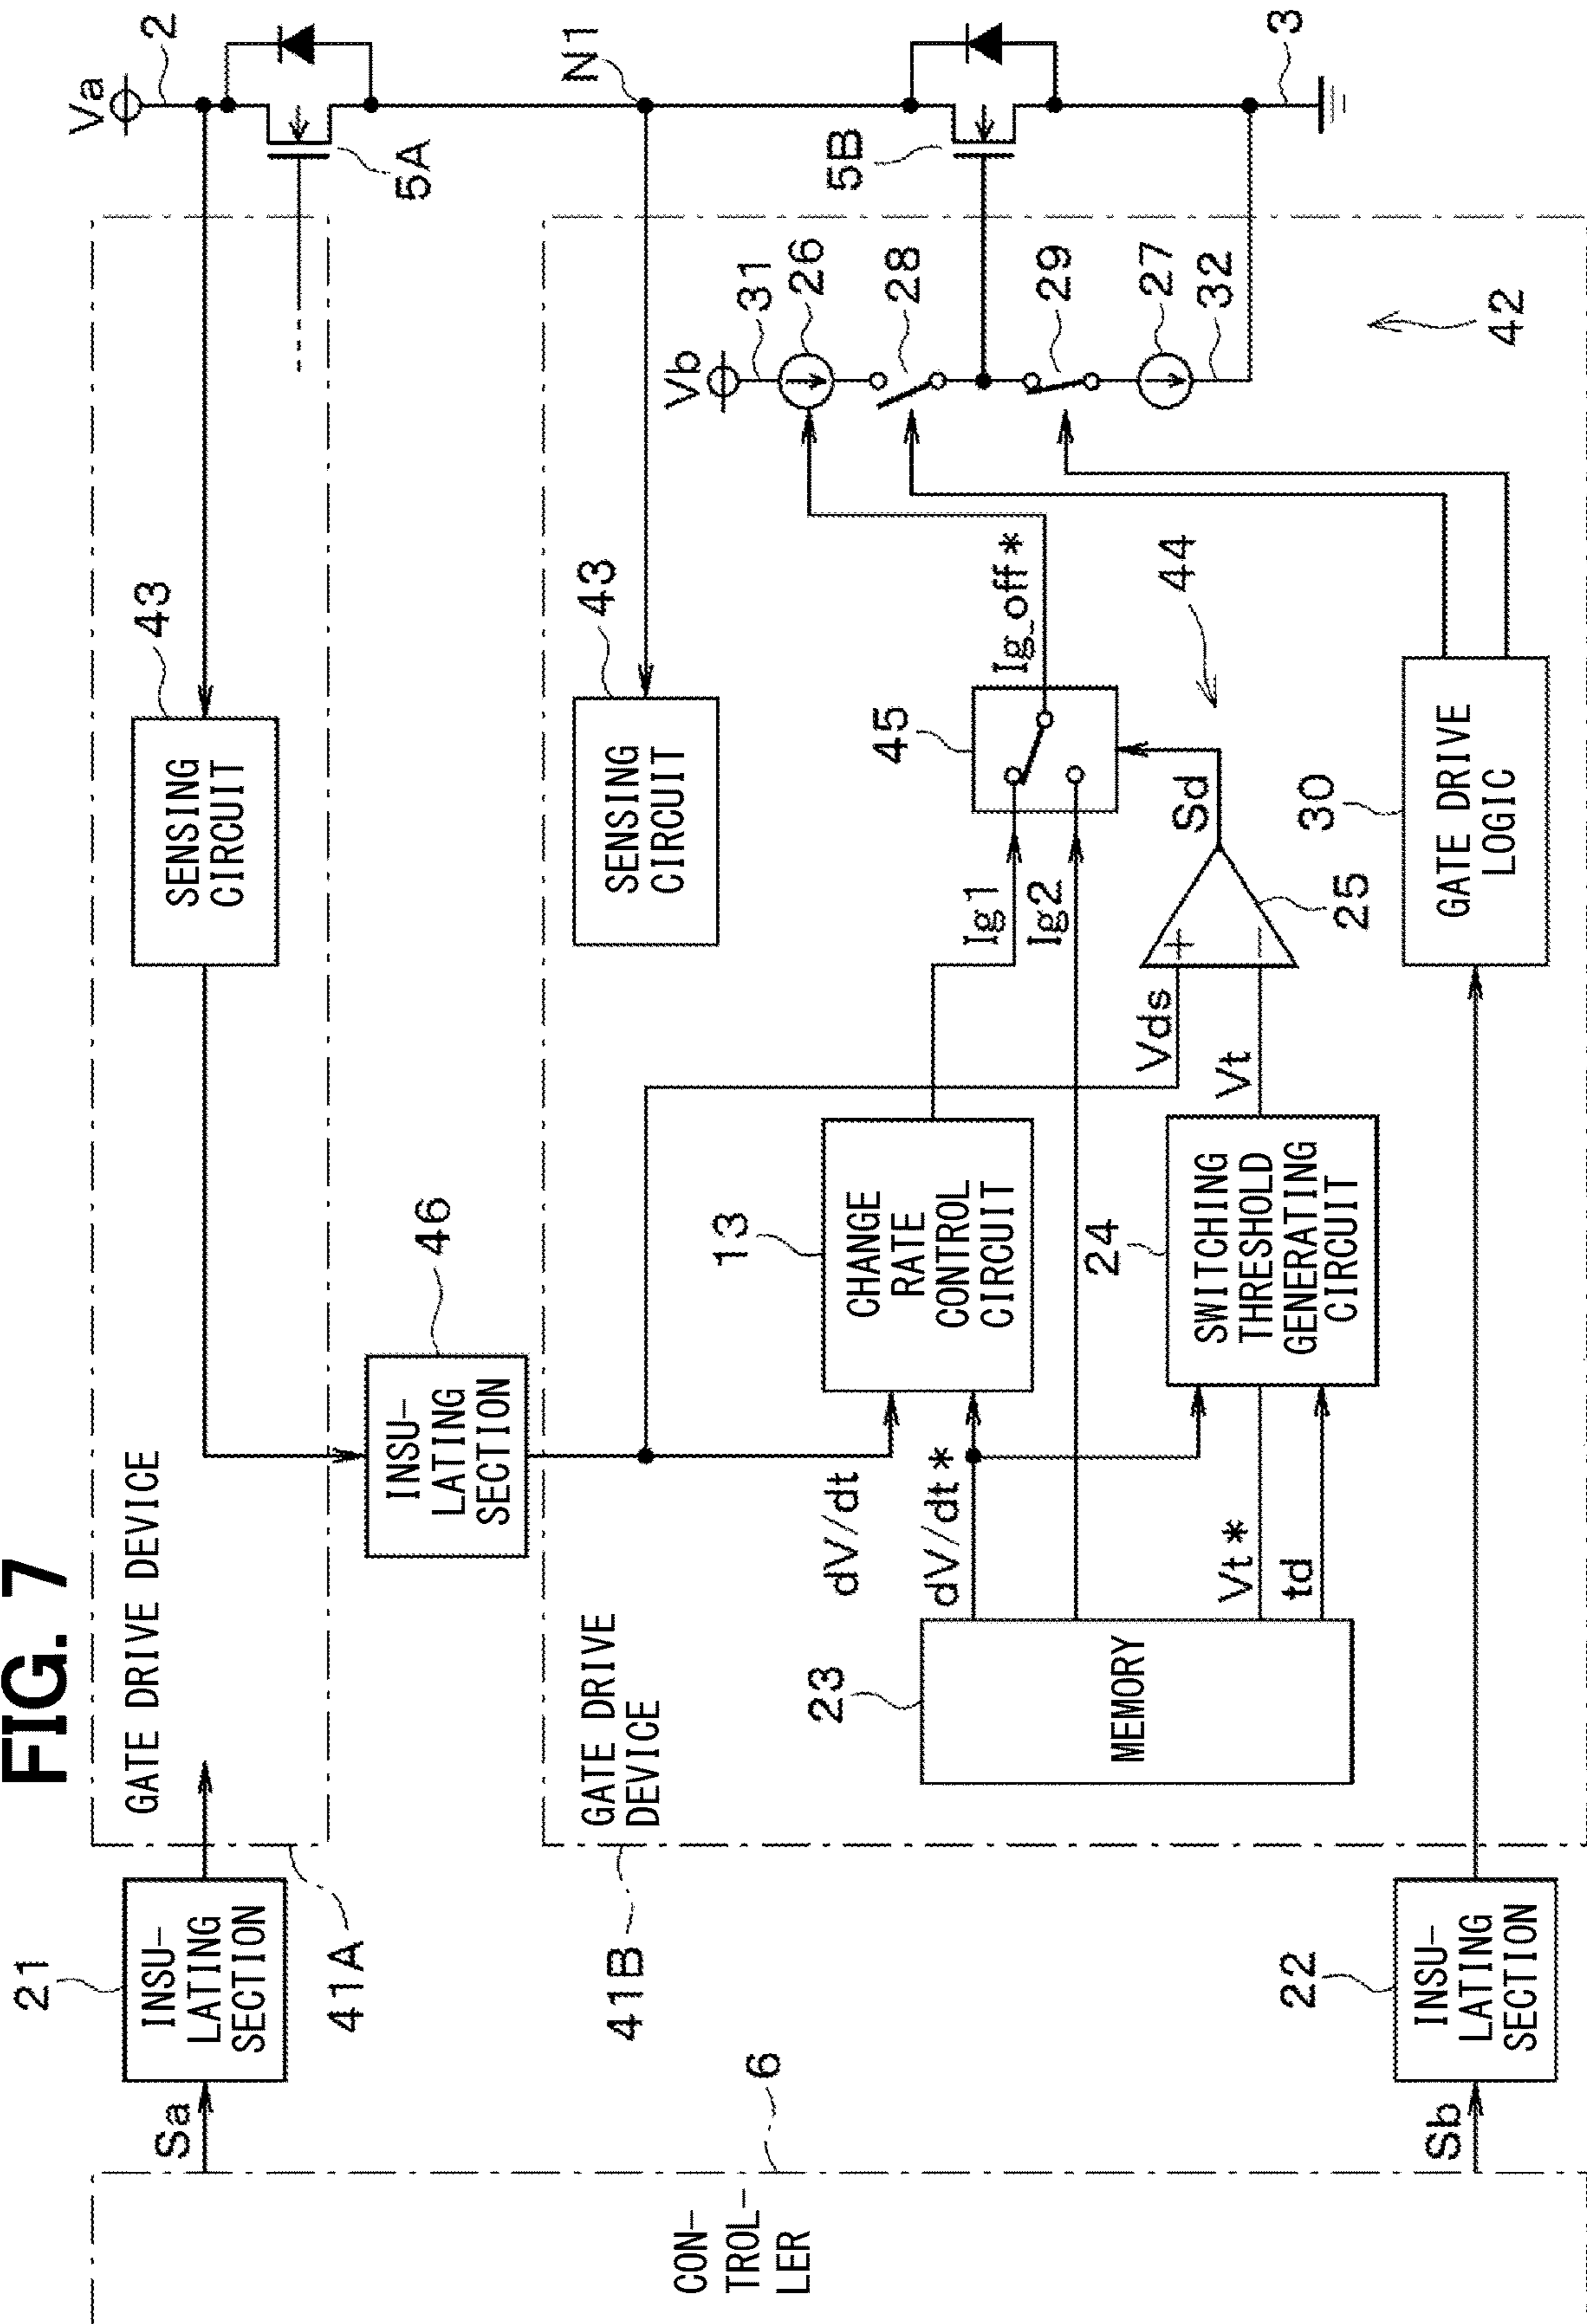 FIG. 7
CON-
TROL-
LER
6
Sa
Sb
21
INSU-
LATING
SECTION
22
INSU-
LATING
SECTION
41A
41B
GATE DRIVE DEVICE
43
SENSING
CIRCUIT
46
INSU-
LATING
SECTION
GATE DRIVE
DEVICE
43
SENSING
CIRCUIT
23
MEMORY
dV/dt
dV/dt*
Vt*
td
13
CHANGE
RATE
CONTROL
CIRCUIT
24
SWITCHING
THRESHOLD
GENERATING
CIRCUIT
Vds
Vt
Ig1
Ig2
25
Sd
45
Ig_off*
44
30
GATE DRIVE
LOGIC
Vb
31
26
28
29
27
32
42
Va
2
5A
N1
5B
3